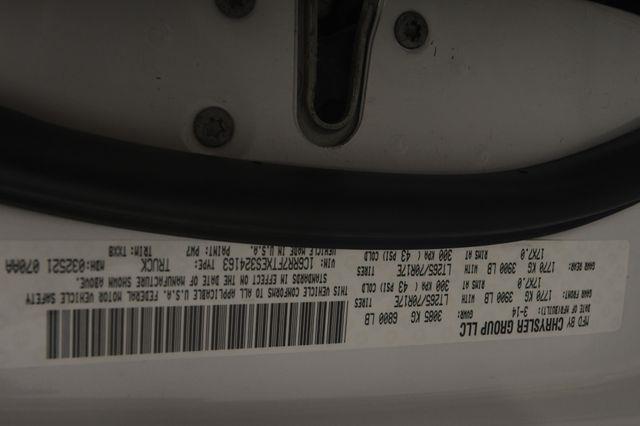 MFD BY CHRYSLER GROUP LLC
DATE OF MFR(BUILT): 3-14 GVWR: 3085 KG 6800 LB
GAWR FRONT: 1770 KG 3900 LB WITH LT265/70R17E TIRES
17X7.0 RIMS AT 300 KPA ( 43 PSI) COLD
GAWR REAR: 1770 KG 3900 LB WITH LT265/70R17E TIRES
17X7.0 RIMS AT 300 KPA ( 43 PSI) COLD
THIS VEHICLE CONFORMS TO ALL APPLICABLE U.S.A. FEDERAL MOTOR VEHICLE SAFETY
STANDARDS IN EFFECT ON THE DATE OF MANUFACTURE SHOWN ABOVE.
VIN: 1C6RR7FTXES324163 TYPE: TRUCK MDH:032521 070AA
VEHICLE MADE IN U.S.A. PAINT: PW7 TRIM: TXX8